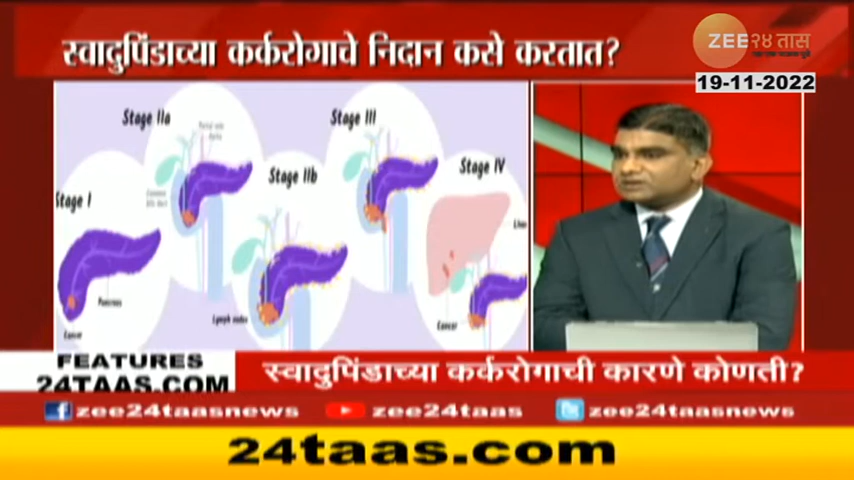 स्वादुपिंडाच्या कर्करोगाचे निदान कसे करतात?
ZEE २४ तास
19-11-2022
Stage I
Stage IIa
Stage IIb
Stage III
Stage IV
Pancreas
Cancer
Lymph nodes
Cancer
FEATURES
24TAAS.COM
स्वादुपिंडाच्या कर्करोगाची कारणे कोणती?
zee24taasnews
zee24taas
zee24taasnews
24taas.com